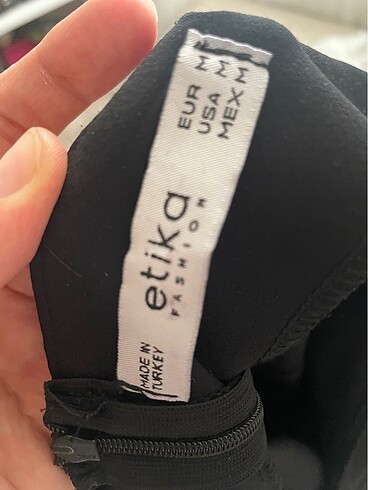 EUR M
USA M
MEX M
etika
FASHION
MADE IN
TURKEY